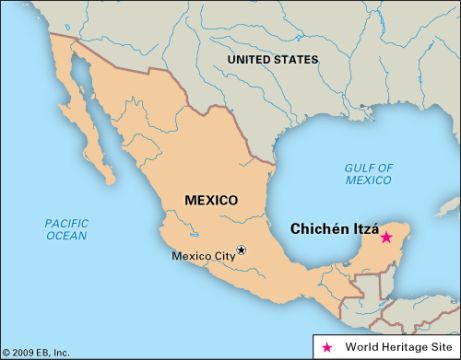 UNITED STATES
GULF OF
MEXICO
MEXICO
PACIFIC
OCEAN
Chichén Itzá
Mexico City
© 2009 EB, Inc.
World Heritage Site